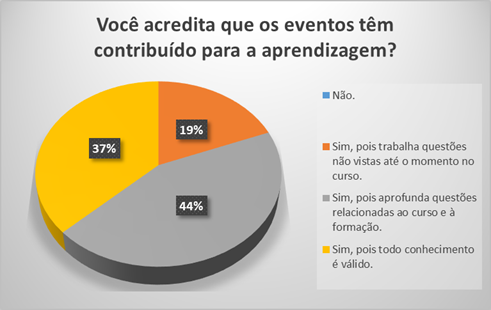 Você acredita que os eventos têm
contribuído para a aprendizagem?
19%
37%
44%
Não.
Sim, pois trabalha questões
não vistas até o momento no
curso.
Sim, pois aprofunda questões
relacionadas ao curso e à
formação.
Sim, pois todo conhecimento
é válido.